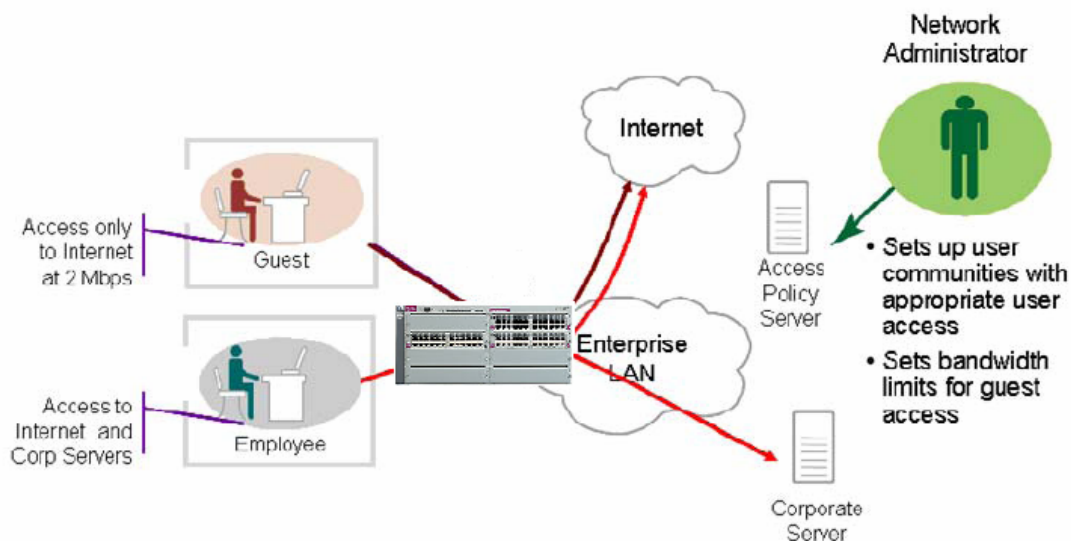 Network
Administrator
Internet
Access only
to Internet
at 2 Mbps
Guest
Access
Policy
Server
• Sets up user
communities with
appropriate user
access
• Sets bandwidth
limits for guest
access
Enterprise
LAN
Access to
Internet and
Corp Servers
Employee
Corporate
Server